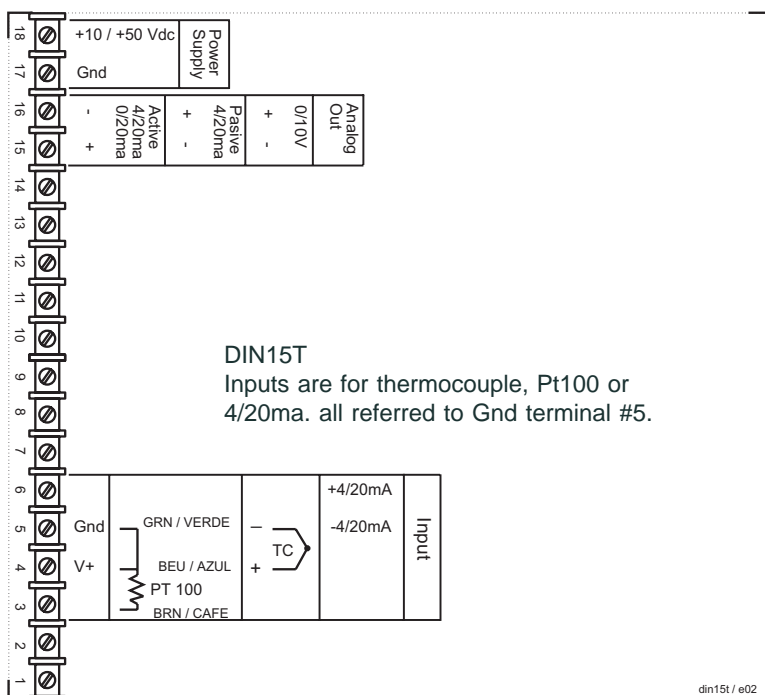 18
+10 / +50 Vdc
Power
Supply
17
Gnd
16
15
-
+
Active
4/20ma
0/20ma
+
-
Pasive
4/20ma
+
-
0/10V
Analog
Out
14
13
12
11
10
9
8
7
DIN15T
Inputs are for thermocouple, Pt100 or
4/20ma. all referred to Gnd terminal #5.
6
+4/20mA
5
Gnd
GRN / VERDE
–
-4/20mA
Input
TC
4
V+
BEU / AZUL
+
PT 100
3
BRN / CAFE
2
1
din15t / e02